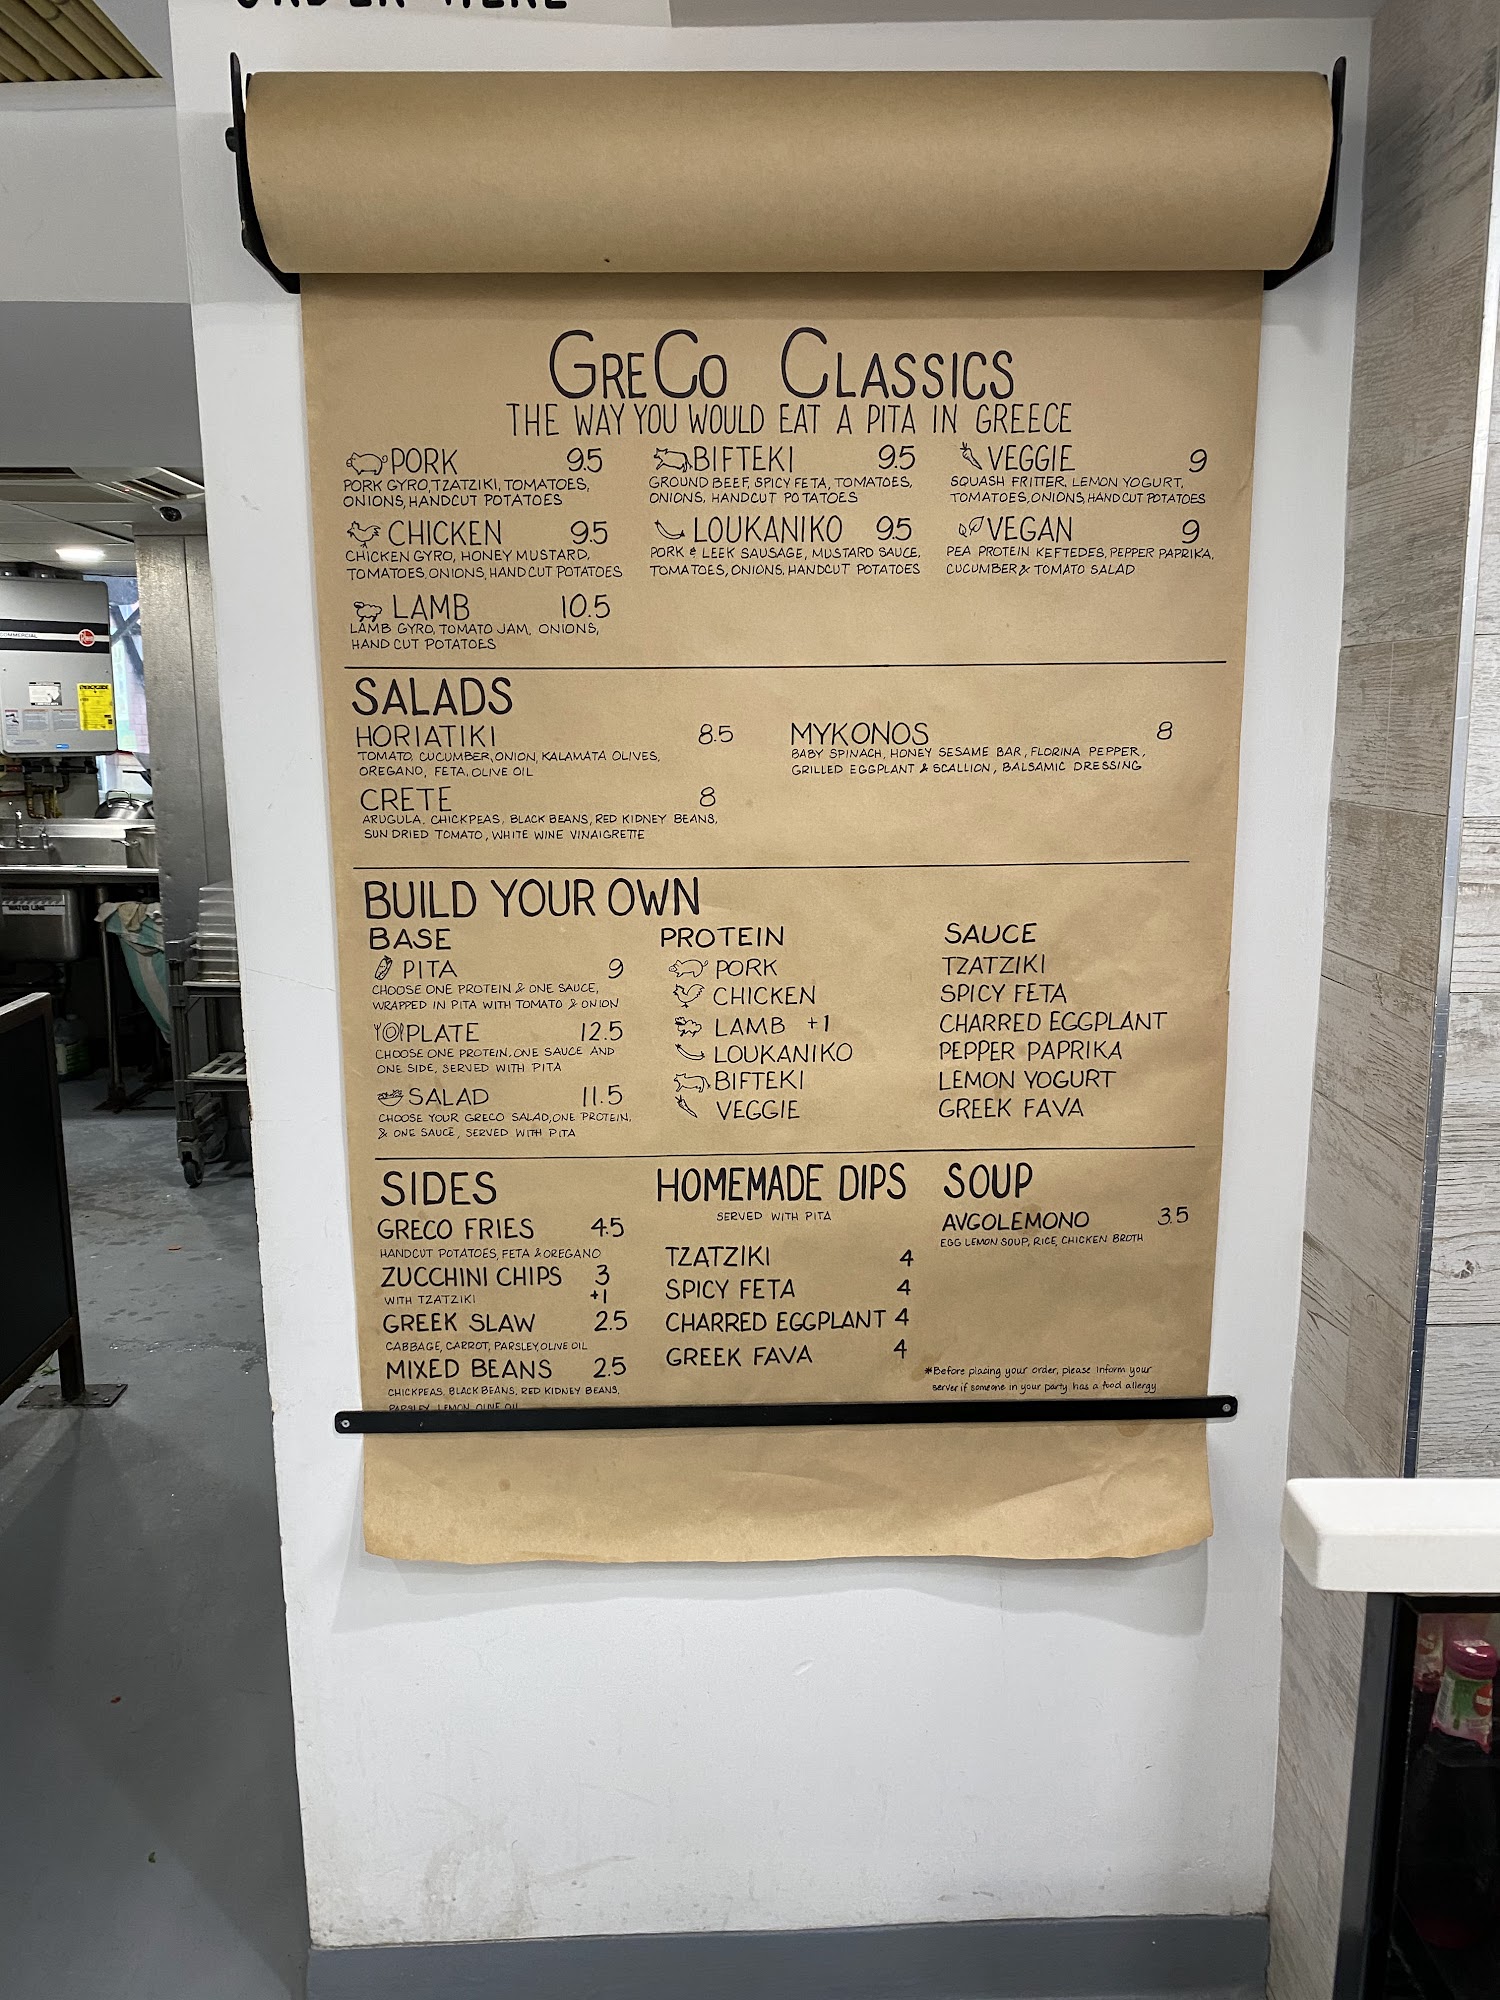 ORDER HERE
GRECO CLASSICS
THE WAY YOU WOULD EAT A PITA IN GREECE
PORK 9.5
PORK GYRO, TZATZIKI, TOMATOES,
ONIONS, HANDCUT POTATOES
CHICKEN 9.5
CHICKEN GYRO, HONEY MUSTARD,
TOMATOES, ONIONS, HANDCUT POTATOES
LAMB 10.5
LAMB GYRO, TOMATO JAM, ONIONS,
HAND CUT POTATOES
BIFTEKI 9.5
GROUND BEEF, SPICY FETA, TOMATOES,
ONIONS, HANDCUT POTATOES
LOUKANIKO 9.5
PORK & LEEK SAUSAGE, MUSTARD SAUCE,
TOMATOES, ONIONS, HANDCUT POTATOES
VEGGIE 9
SQUASH FRITTER, LEMON YOGURT,
TOMATOES, ONIONS, HAND CUT POTATOES
VEGAN 9
PEA PROTEIN KEFTEDES, PEPPER PAPRIKA,
CUCUMBER & TOMATO SALAD
SALADS
HORIATIKI 8.5
TOMATO, CUCUMBER, ONION, KALAMATA OLIVES,
OREGANO, FETA, OLIVE OIL
CRETE 8
ARUGULA, CHICKPEAS, BLACK BEANS, RED KIDNEY BEANS,
SUN DRIED TOMATO, WHITE WINE VINAIGRETTE
MYKONOS 8
BABY SPINACH, HONEY SESAME BAR, FLORINA PEPPER,
GRILLED EGGPLANT & SCALLION, BALSAMIC DRESSING
BUILD YOUR OWN
BASE
PITA 9
CHOOSE ONE PROTEIN & ONE SAUCE,
WRAPPED IN PITA WITH TOMATO & ONION
PLATE 12.5
CHOOSE ONE PROTEIN, ONE SAUCE AND
ONE SIDE, SERVED WITH PITA
SALAD 11.5
CHOOSE YOUR GRECO SALAD, ONE PROTEIN,
& ONE SAUCE, SERVED WITH PITA
PROTEIN
PORK
CHICKEN
LAMB +1
LOUKANIKO
BIFTEKI
VEGGIE
SAUCE
TZATZIKI
SPICY FETA
CHARRED EGGPLANT
PEPPER PAPRIKA
LEMON YOGURT
GREEK FAVA
SIDES
GRECO FRIES 4.5
HANDCUT POTATOES, FETA & OREGANO
ZUCCHINI CHIPS 3
WITH TZATZIKI +1
GREEK SLAW 2.5
CABBAGE, CARROT, PARSLEY, OLIVE OIL
MIXED BEANS 2.5
CHICKPEAS, BLACK BEANS, RED KIDNEY BEANS,
PARSLEY, LEMON, OLIVE OIL
HOMEMADE DIPS
SERVED WITH PITA
TZATZIKI 4
SPICY FETA 4
CHARRED EGGPLANT 4
GREEK FAVA 4
SOUP
AVGOLEMONO 3.5
EGG LEMON SOUP, RICE, CHICKEN BROTH
*Before placing your order, please inform your
server if someone in your party has a food allergy